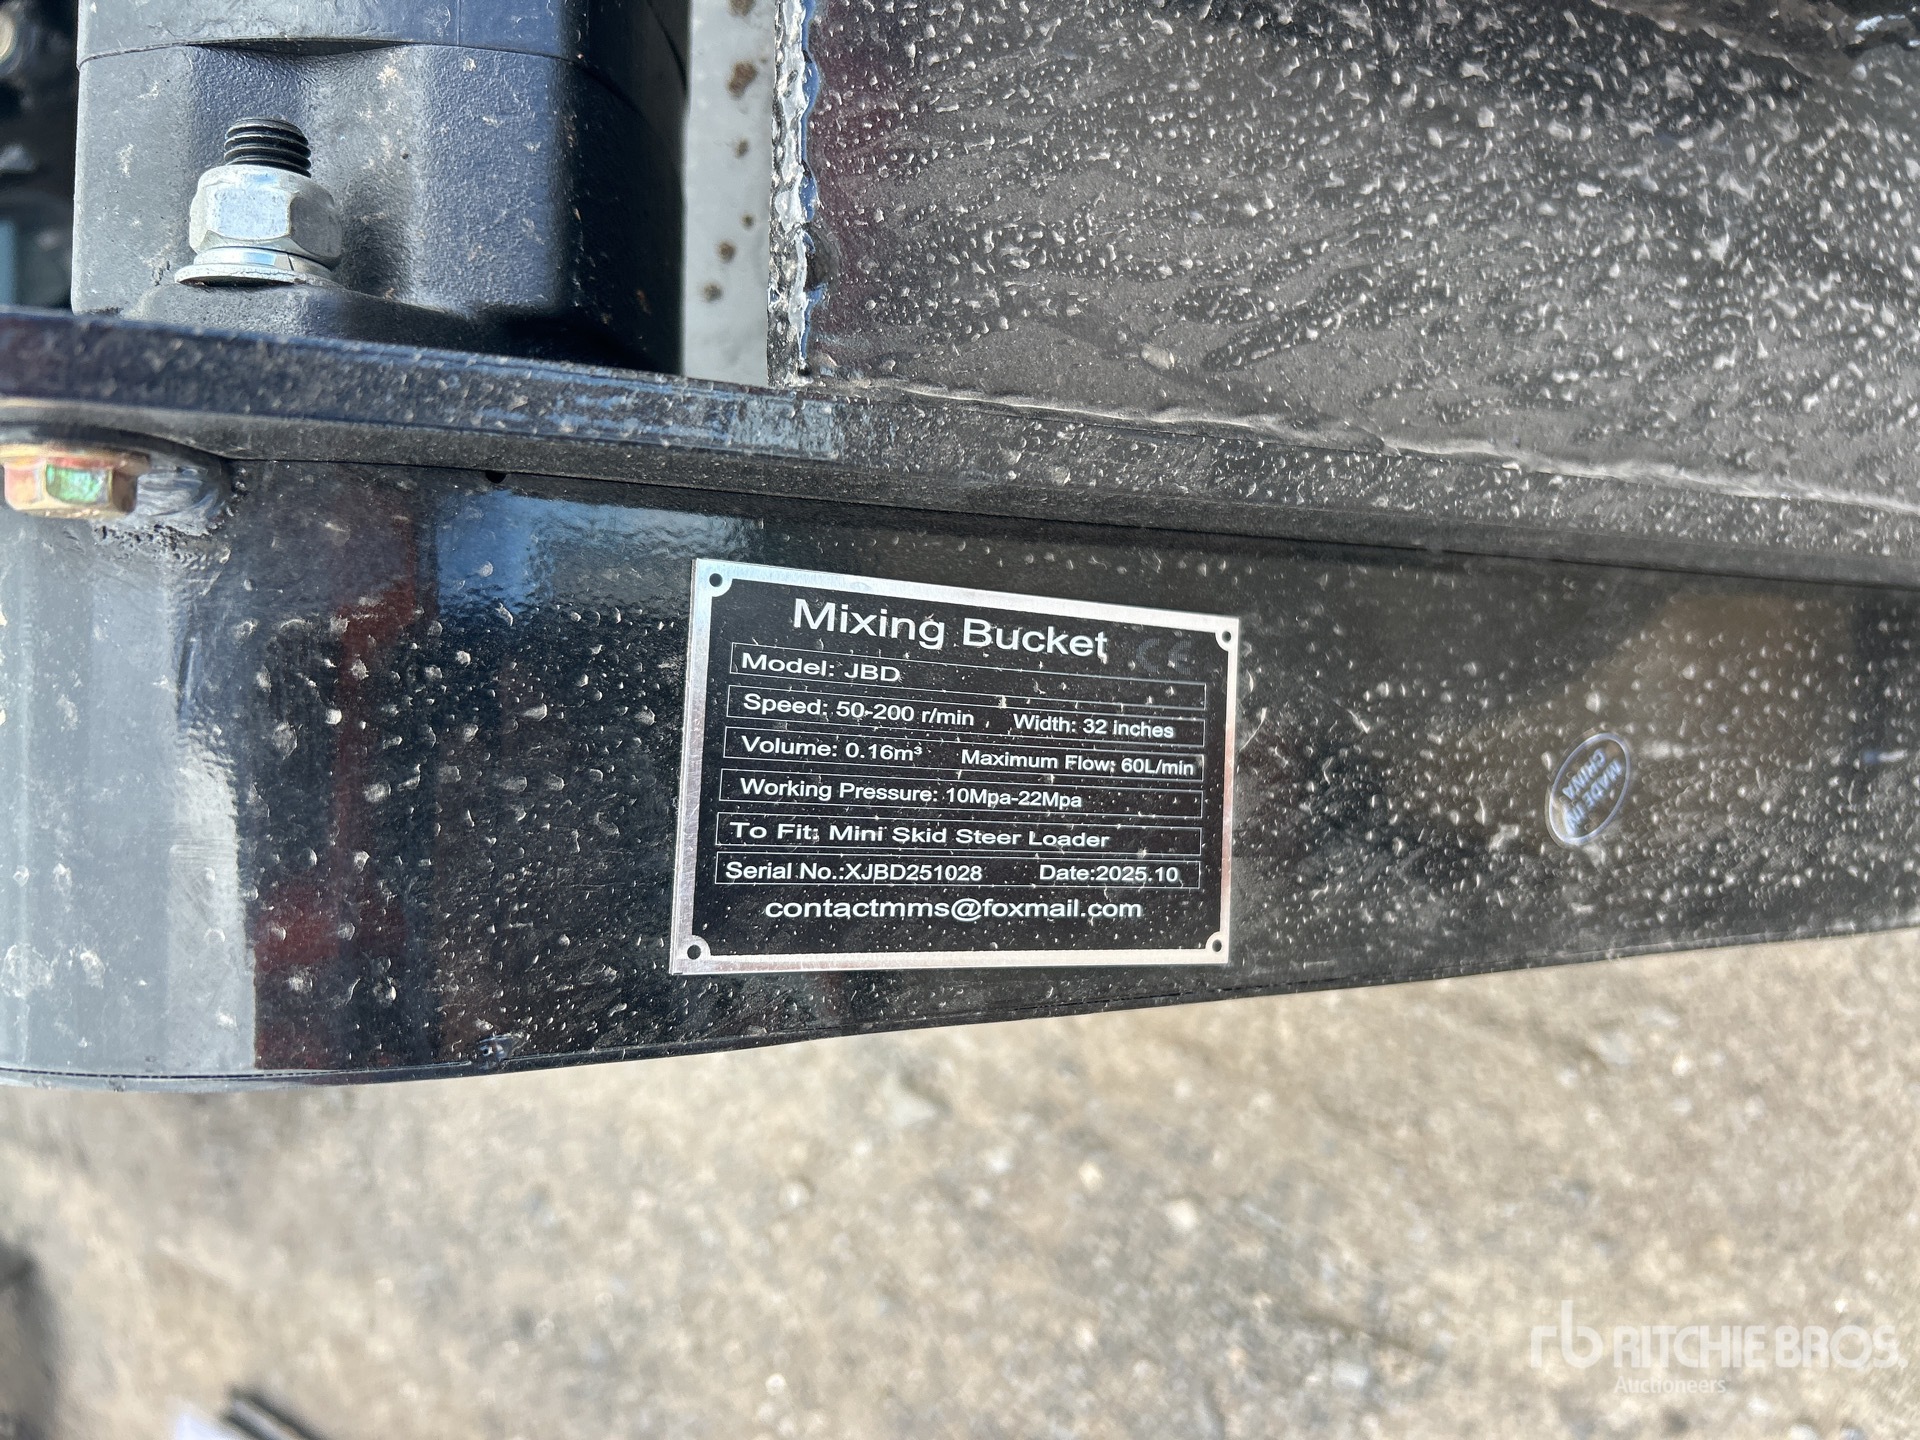 Mixing Bucket CE
Model: JBD
Speed: 50-200 r/min Width: 32 inches
Volume: 0.16m³ Maximum Flow: 60L/min
Working Pressure: 10Mpa-22Mpa
To Fit: Mini Skid Steer Loader
Serial No.:XJBD251028 Date:2025.10
contactmms@foxmail.com
MADE IN
CHINA
rb RITCHIE BROS.
Auctioneers